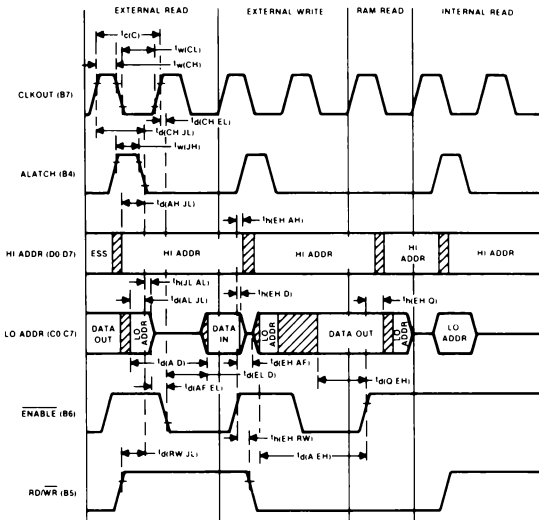 EXTERNAL READ
EXTERNAL WRITE
RAM READ
INTERNAL READ
tc(C)
tw(CL)
tw(CH)
CLKOUT (B7)
td(CH EL)
td(CH JL)
tw(JH)
ALATCH (B4)
td(AH JL)
th(EH AH)
HI ADDR (D0 D7)
ESS
HI ADDR
HI ADDR
HI ADDR
HI ADDR
th(JL AL)
td(AL JL)
th(EH D)
th(EH Q)
LO ADDR (C0 C7)
DATA OUT
LO ADDR
DATA IN
LO ADDR
DATA OUT
LO ADDR
LO ADDR
td(A D)
td(EH AF)
td(EL D)
td(Q EH)
td(AF EL)
ENABLE (B6)
th(EH RW)
td(RW JL)
td(A EH)
RD/WR (B5)